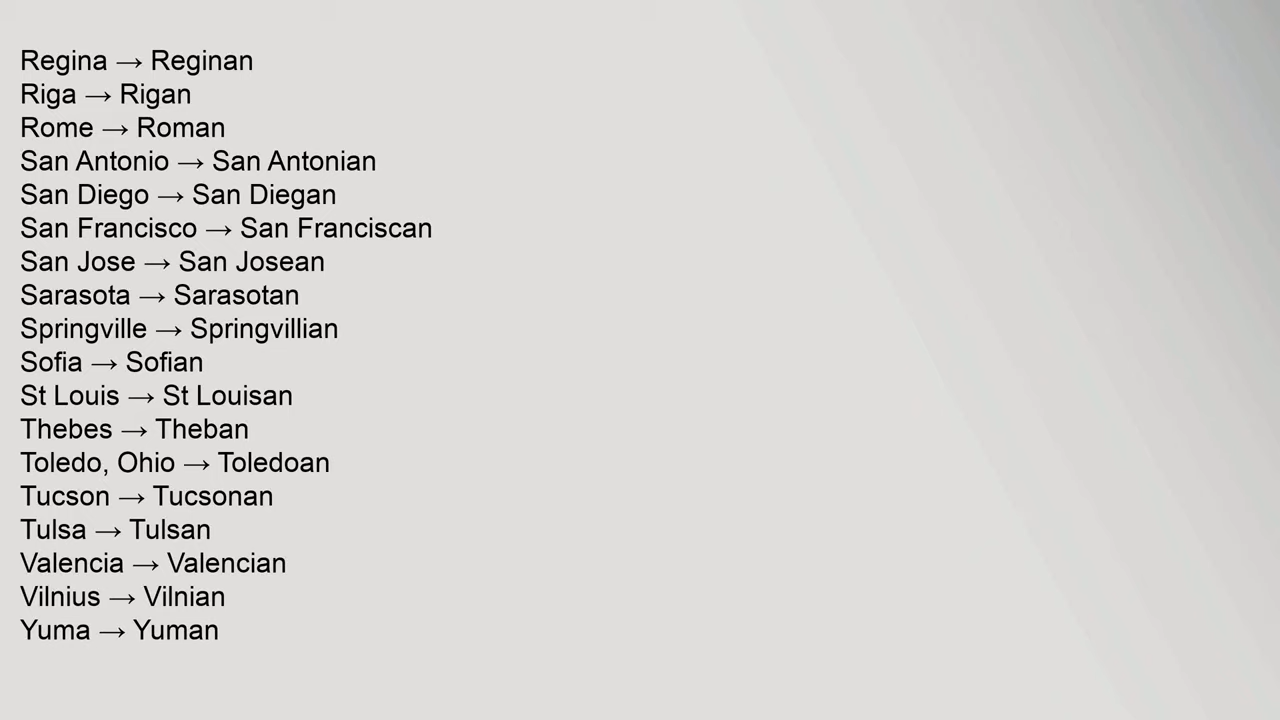 Regina → Reginan
Riga → Rigan
Rome → Roman
San Antonio → San Antonian
San Diego → San Diegan
San Francisco → San Franciscan
San Jose → San Josean
Sarasota → Sarasotan
Springville → Springvillian
Sofia → Sofian
St Louis → St Louisan
Thebes → Theban
Toledo, Ohio → Toledoan
Tucson → Tucsonan
Tulsa → Tulsan
Valencia → Valencian
Vilnius → Vilnian
Yuma → Yuman